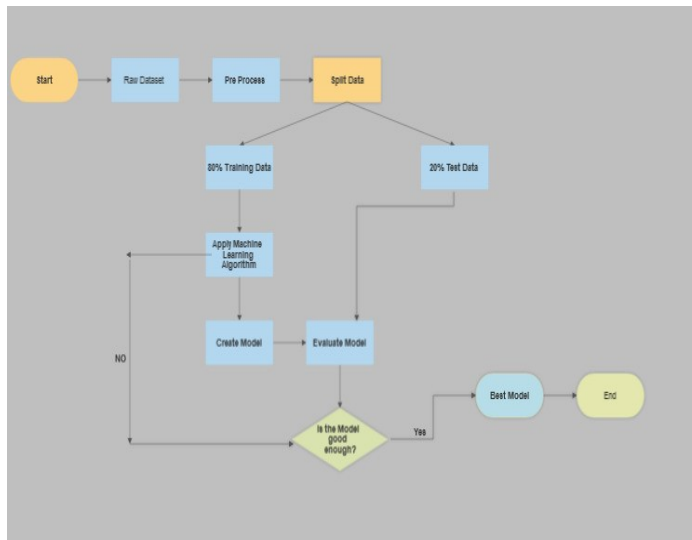 Start
Raw Dataset
Pre Process
Split Data
80% Training Data
20% Test Data
Apply Machine
Learning
Algorithm
Create Model
Evaluate Model
NO
Is the Model
good
enough?
Yes
Best Model
End